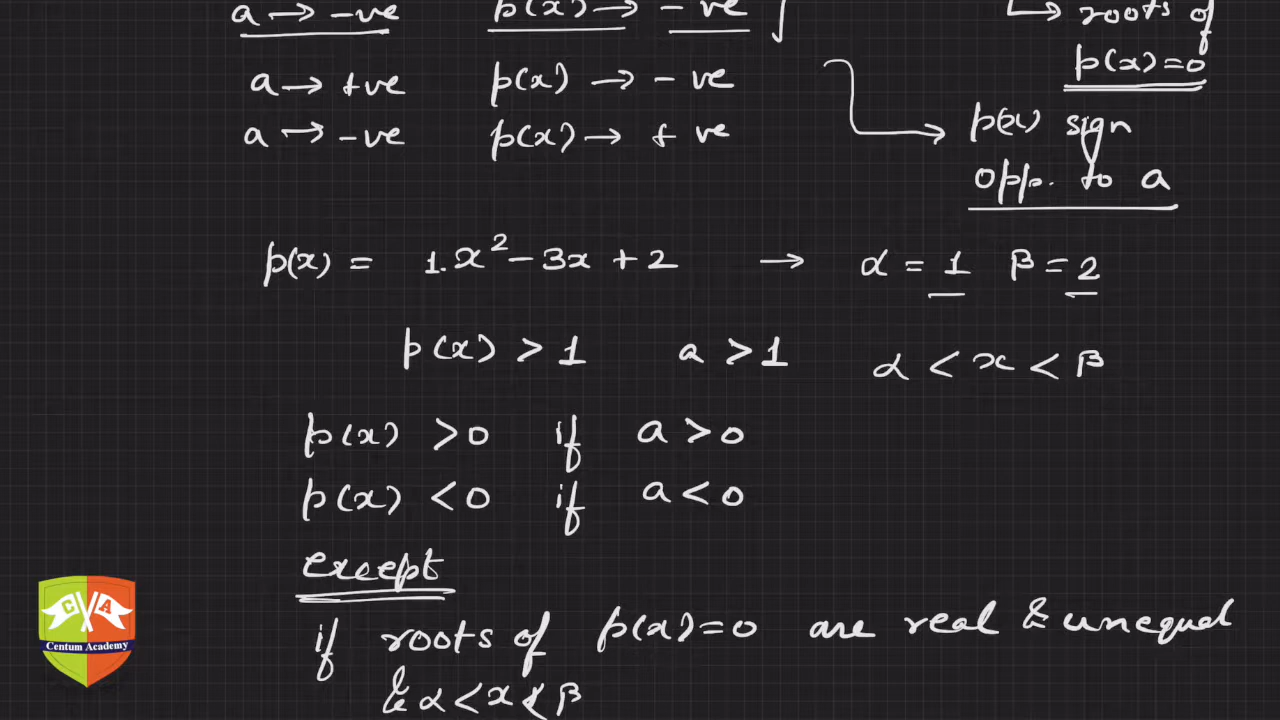 a → -ve p(x) → - ve
roots of
p(x)=0
a → +ve p(x) → - ve
a → -ve p(x) → + ve
p(x) sign
opp. to a
p(x) = 1.x² - 3x + 2 → α = 1 β = 2
p(x) > 1 a > 1 α < x < β
p(x) > 0 if a > 0
p(x) < 0 if a < 0
except
if roots of p(x)=0 are real & unequal
& α < x < β
C A
Centum Academy